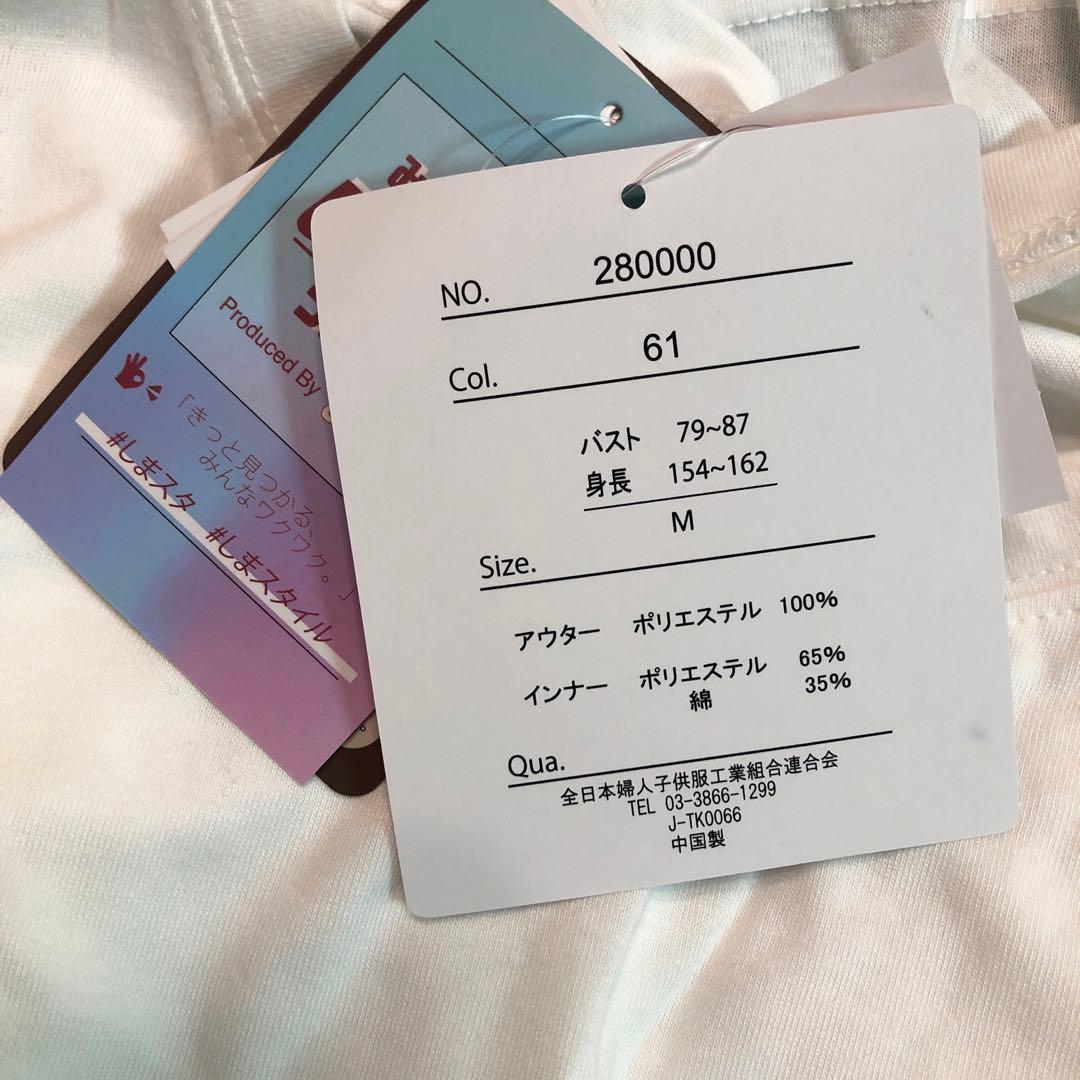 NO. 280000
Col. 61
バスト 79~87
身長 154~162
M
Size.
アウター ポリエステル 100%
インナー ポリエステル 65%
綿 35%
Qua.
全日本婦人子供服工業組合連合会
TEL 03-3866-1299
J-TK0066
中国製
Produced By
「きっと見つかる、
みんなワクワク。」
#しまスタ #しまスタイル